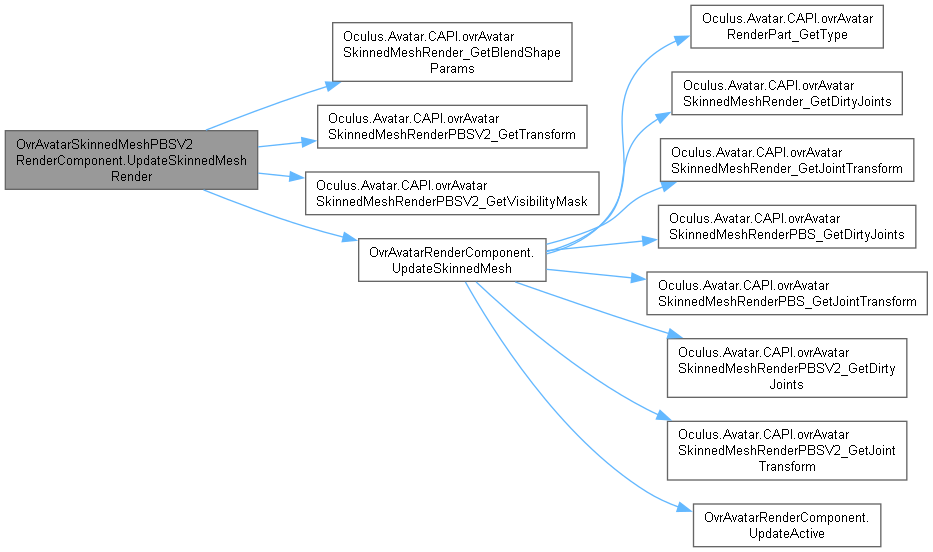 OvrAvatarSkinnedMeshPBSV2
RenderComponent.UpdateSkinnedMesh
Render
Oculus.Avatar.CAPI.ovrAvatar
SkinnedMeshRender_GetBlendShape
Params
Oculus.Avatar.CAPI.ovrAvatar
SkinnedMeshRenderPBSV2_GetTransform
Oculus.Avatar.CAPI.ovrAvatar
SkinnedMeshRenderPBSV2_GetVisibilityMask
OvrAvatarRenderComponent.
UpdateSkinnedMesh
Oculus.Avatar.CAPI.ovrAvatar
RenderPart_GetType
Oculus.Avatar.CAPI.ovrAvatar
SkinnedMeshRender_GetDirtyJoints
Oculus.Avatar.CAPI.ovrAvatar
SkinnedMeshRender_GetJointTransform
Oculus.Avatar.CAPI.ovrAvatar
SkinnedMeshRenderPBS_GetDirtyJoints
Oculus.Avatar.CAPI.ovrAvatar
SkinnedMeshRenderPBS_GetJointTransform
Oculus.Avatar.CAPI.ovrAvatar
SkinnedMeshRenderPBSV2_GetDirty
Joints
Oculus.Avatar.CAPI.ovrAvatar
SkinnedMeshRenderPBSV2_GetJoint
Transform
OvrAvatarRenderComponent.
UpdateActive